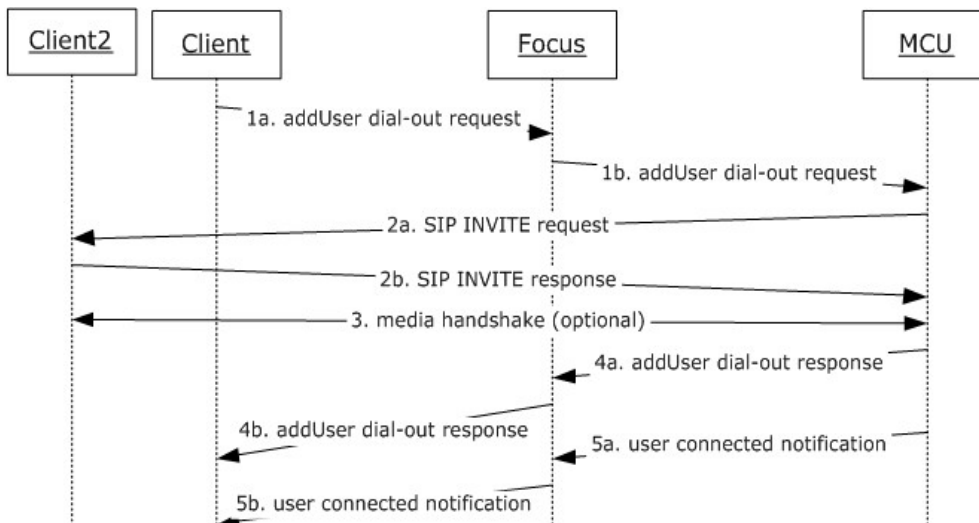 Client2
Client
Focus
MCU
1a. addUser dial-out request
1b. addUser dial-out request
2a. SIP INVITE request
2b. SIP INVITE response
3. media handshake (optional)
4a. addUser dial-out response
4b. addUser dial-out response
5a. user connected notification
5b. user connected notification